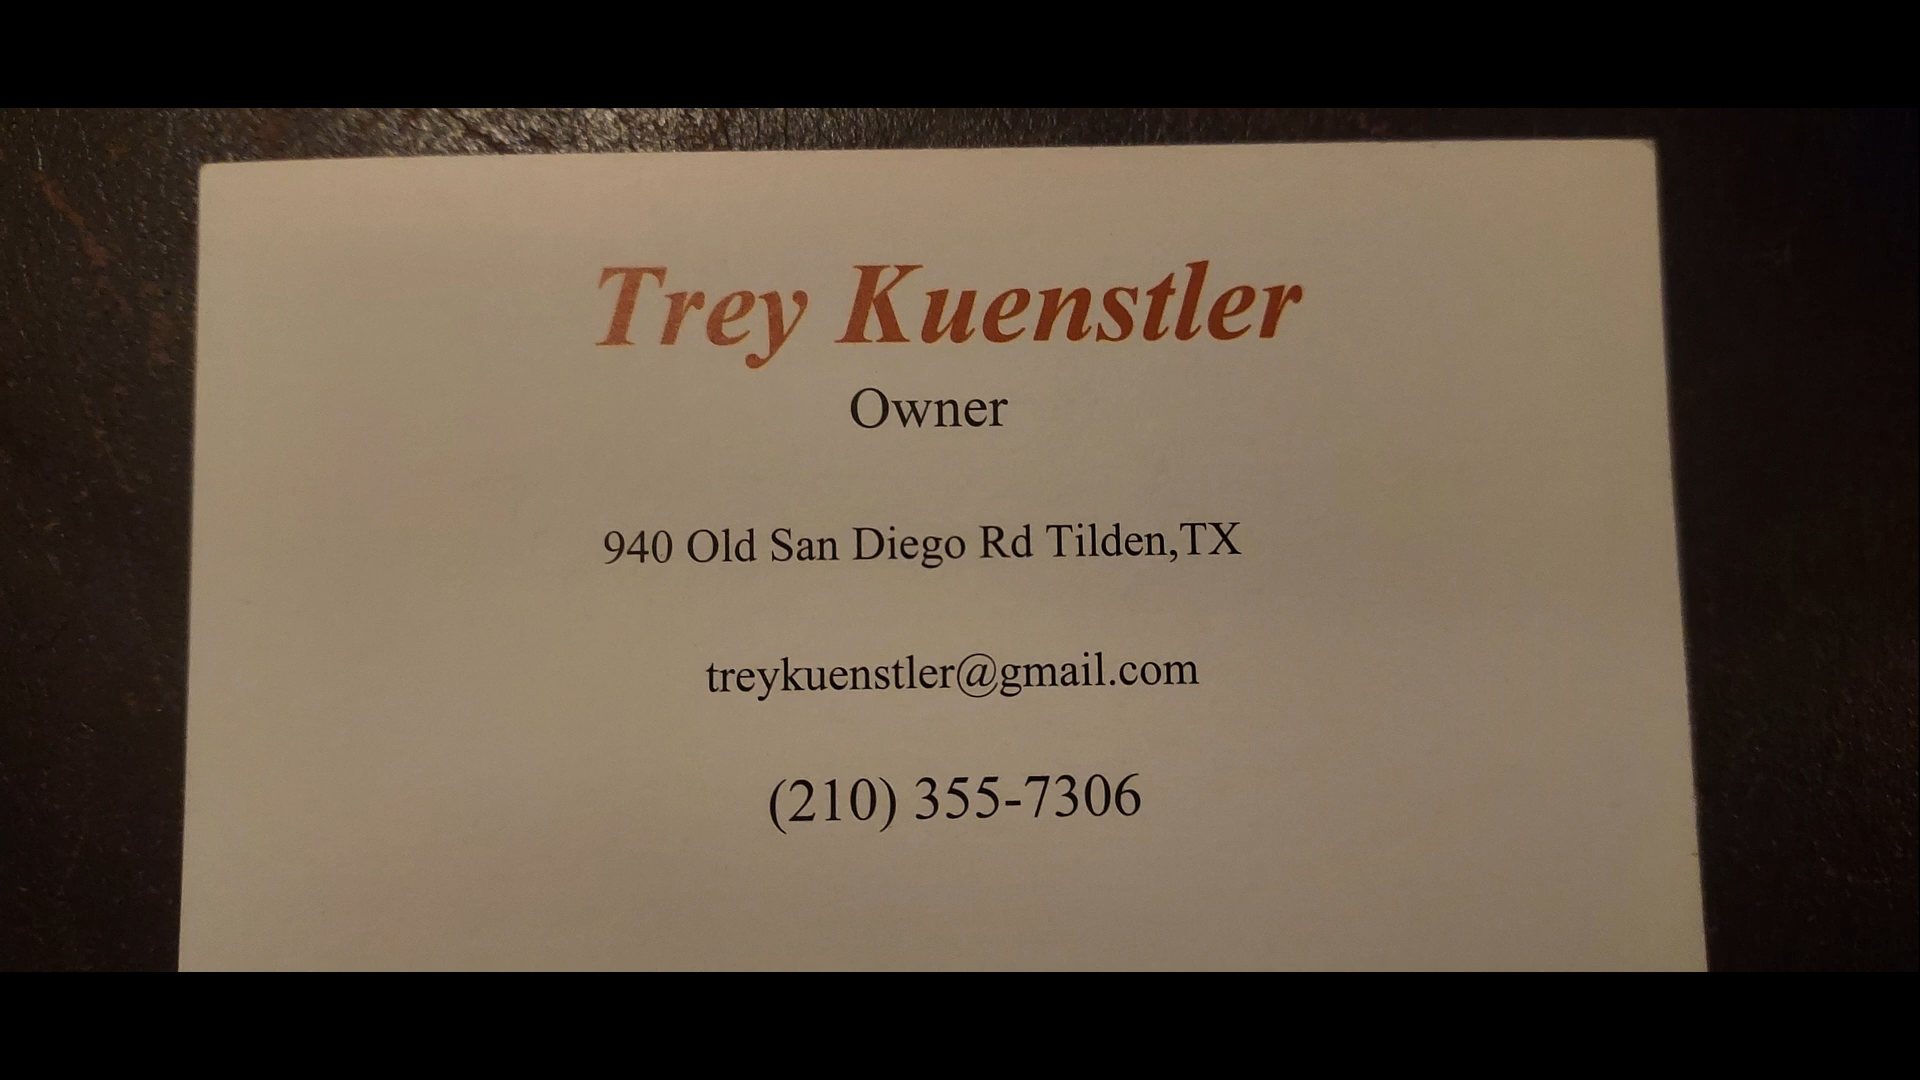 Trey Kuenstler
Owner
940 Old San Diego Rd Tilden,TX
treykuenstler@gmail.com
(210) 355-7306